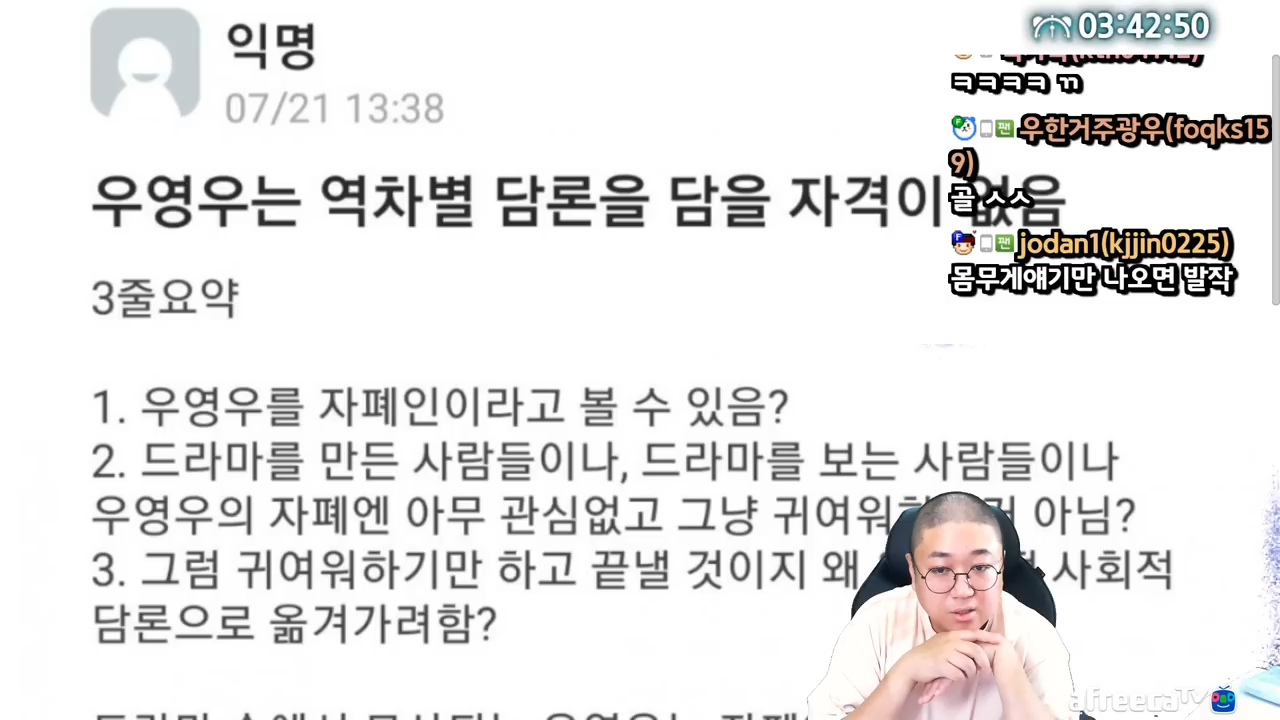 익명
07/21 13:38
우영우는 역차별 담론을 담을 자격이 없음
3줄요약
1. 우영우를 자폐인이라고 볼 수 있음?
2. 드라마를 만든 사람들이나, 드라마를 보는 사람들이나
우영우의 자폐엔 아무 관심없고 그냥 아님?
3. 그럼 귀여워하기만 하고 끝낼 것이지 왜 사회적
담론으로 옮겨가려함?
03:42:50
ㅋㅋㅋㅋ ㄲ
우한거주광우(foqks15
9)
골 ㅅㅅ
jodan1(kjjin0225)
몸무게얘기만 나오면 발작
afreecaTV